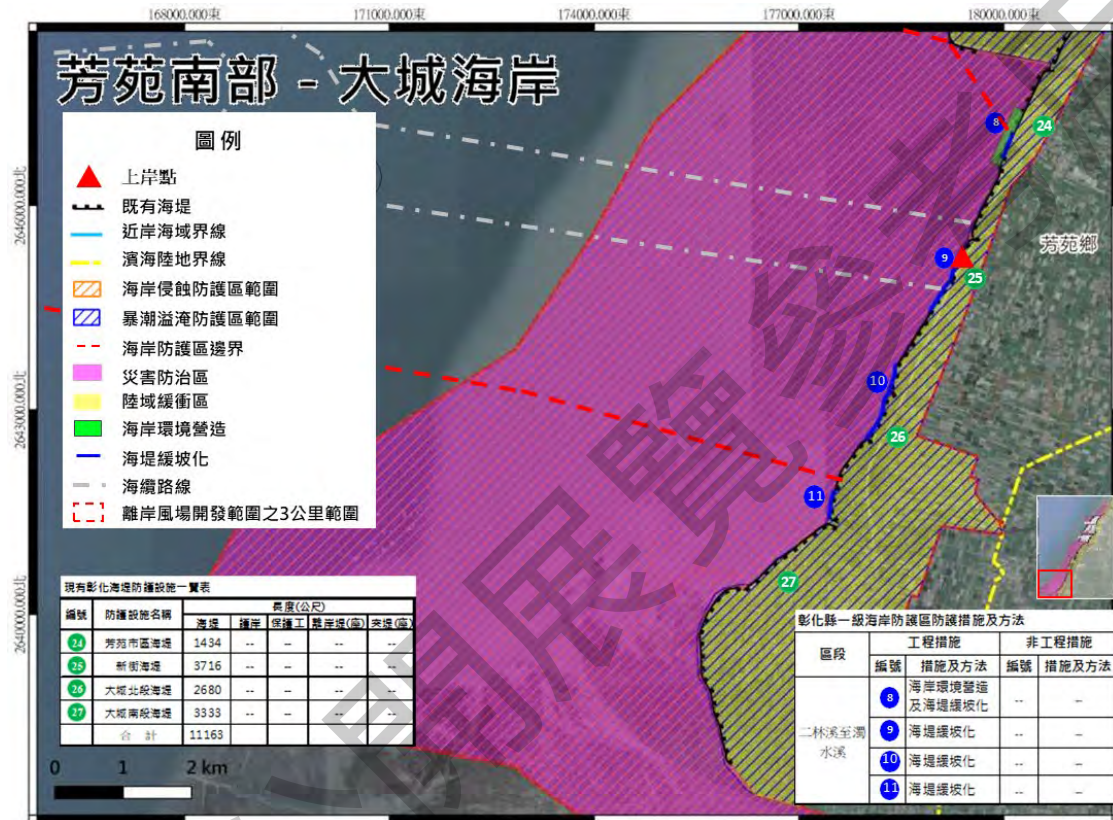 168000.000東
171000.000東
174000.000東
177000.000東
180000.000東
2646000.000北
2643000.000北
2640000.000北
芳苑南部 - 大城海岸
圖例
上岸點
既有海堤
近岸海域界線
濱海陸地界線
海岸侵蝕防護區範圍
暴潮溢淹防護區範圍
海岸防護區邊界
災害防治區
陸域緩衝區
海岸環境營造
海堤緩坡化
海纜路線
離岸風場開發範圍之3公里範圍
8
24
芳苑鄉
9
25
10
26
11
27
現有彰化海堤防護設施一覽表
編號 防護設施名稱 長度(公尺)
海堤 護岸 保護工 離岸堤(座) 突堤(座)
24 芳苑市區海堤 1434 -- -- -- --
25 新街海堤 3716 -- -- -- --
26 大城北段海堤 2680 -- -- -- --
27 大城南段海堤 3333 -- -- -- --
合計 11163
0 1 2 km
彰化縣一級海岸防護區防護措施及方法
區段 工程措施 非工程措施
編號 措施及方法 編號 措施及方法
二林溪至濁水溪
8 海岸環境營造及海堤緩坡化 -- --
9 海堤緩坡化 -- --
10 海堤緩坡化 -- --
11 海堤緩坡化 -- --
開展覽參考